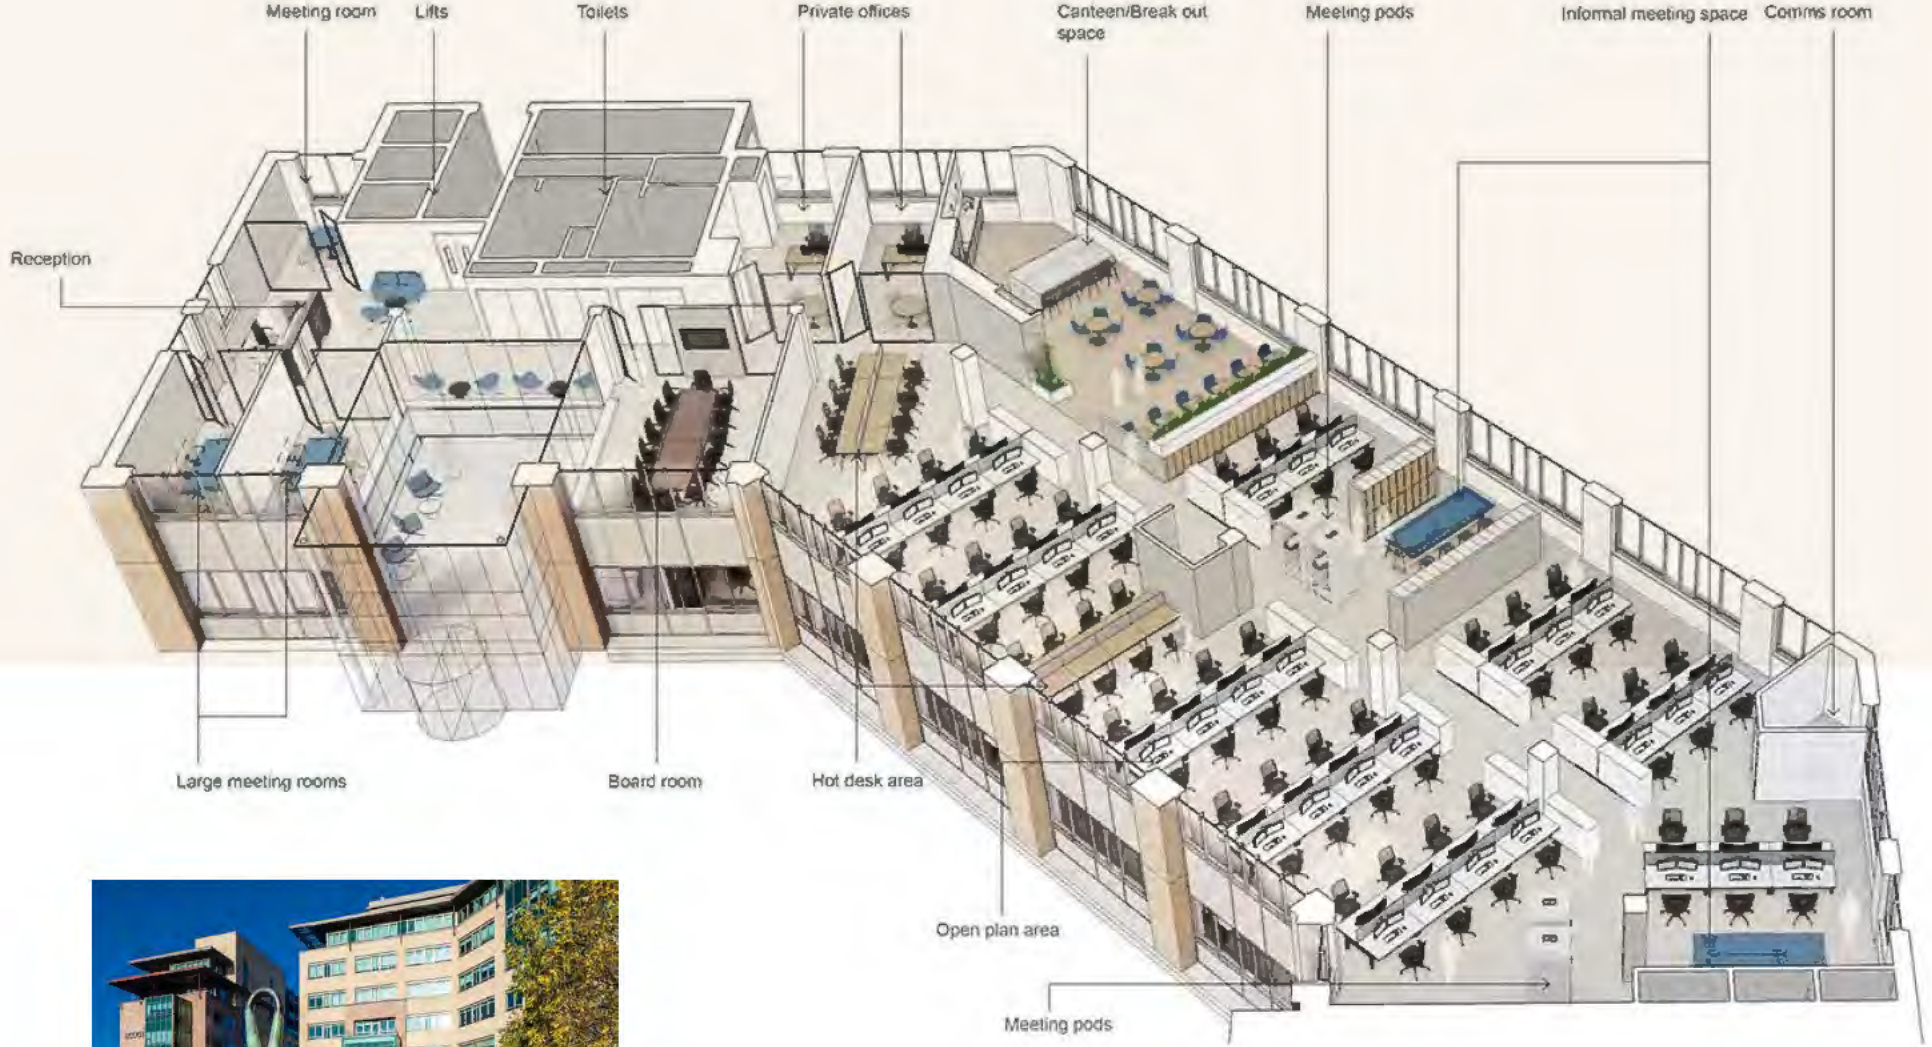 Meeting room
Lifts
Toilets
Private offices
Canteen/Break out
space
Meeting pods
Informal meeting space
Comms room
Reception
Large meeting rooms
Board room
Hot desk area
Open plan area
Meeting pods